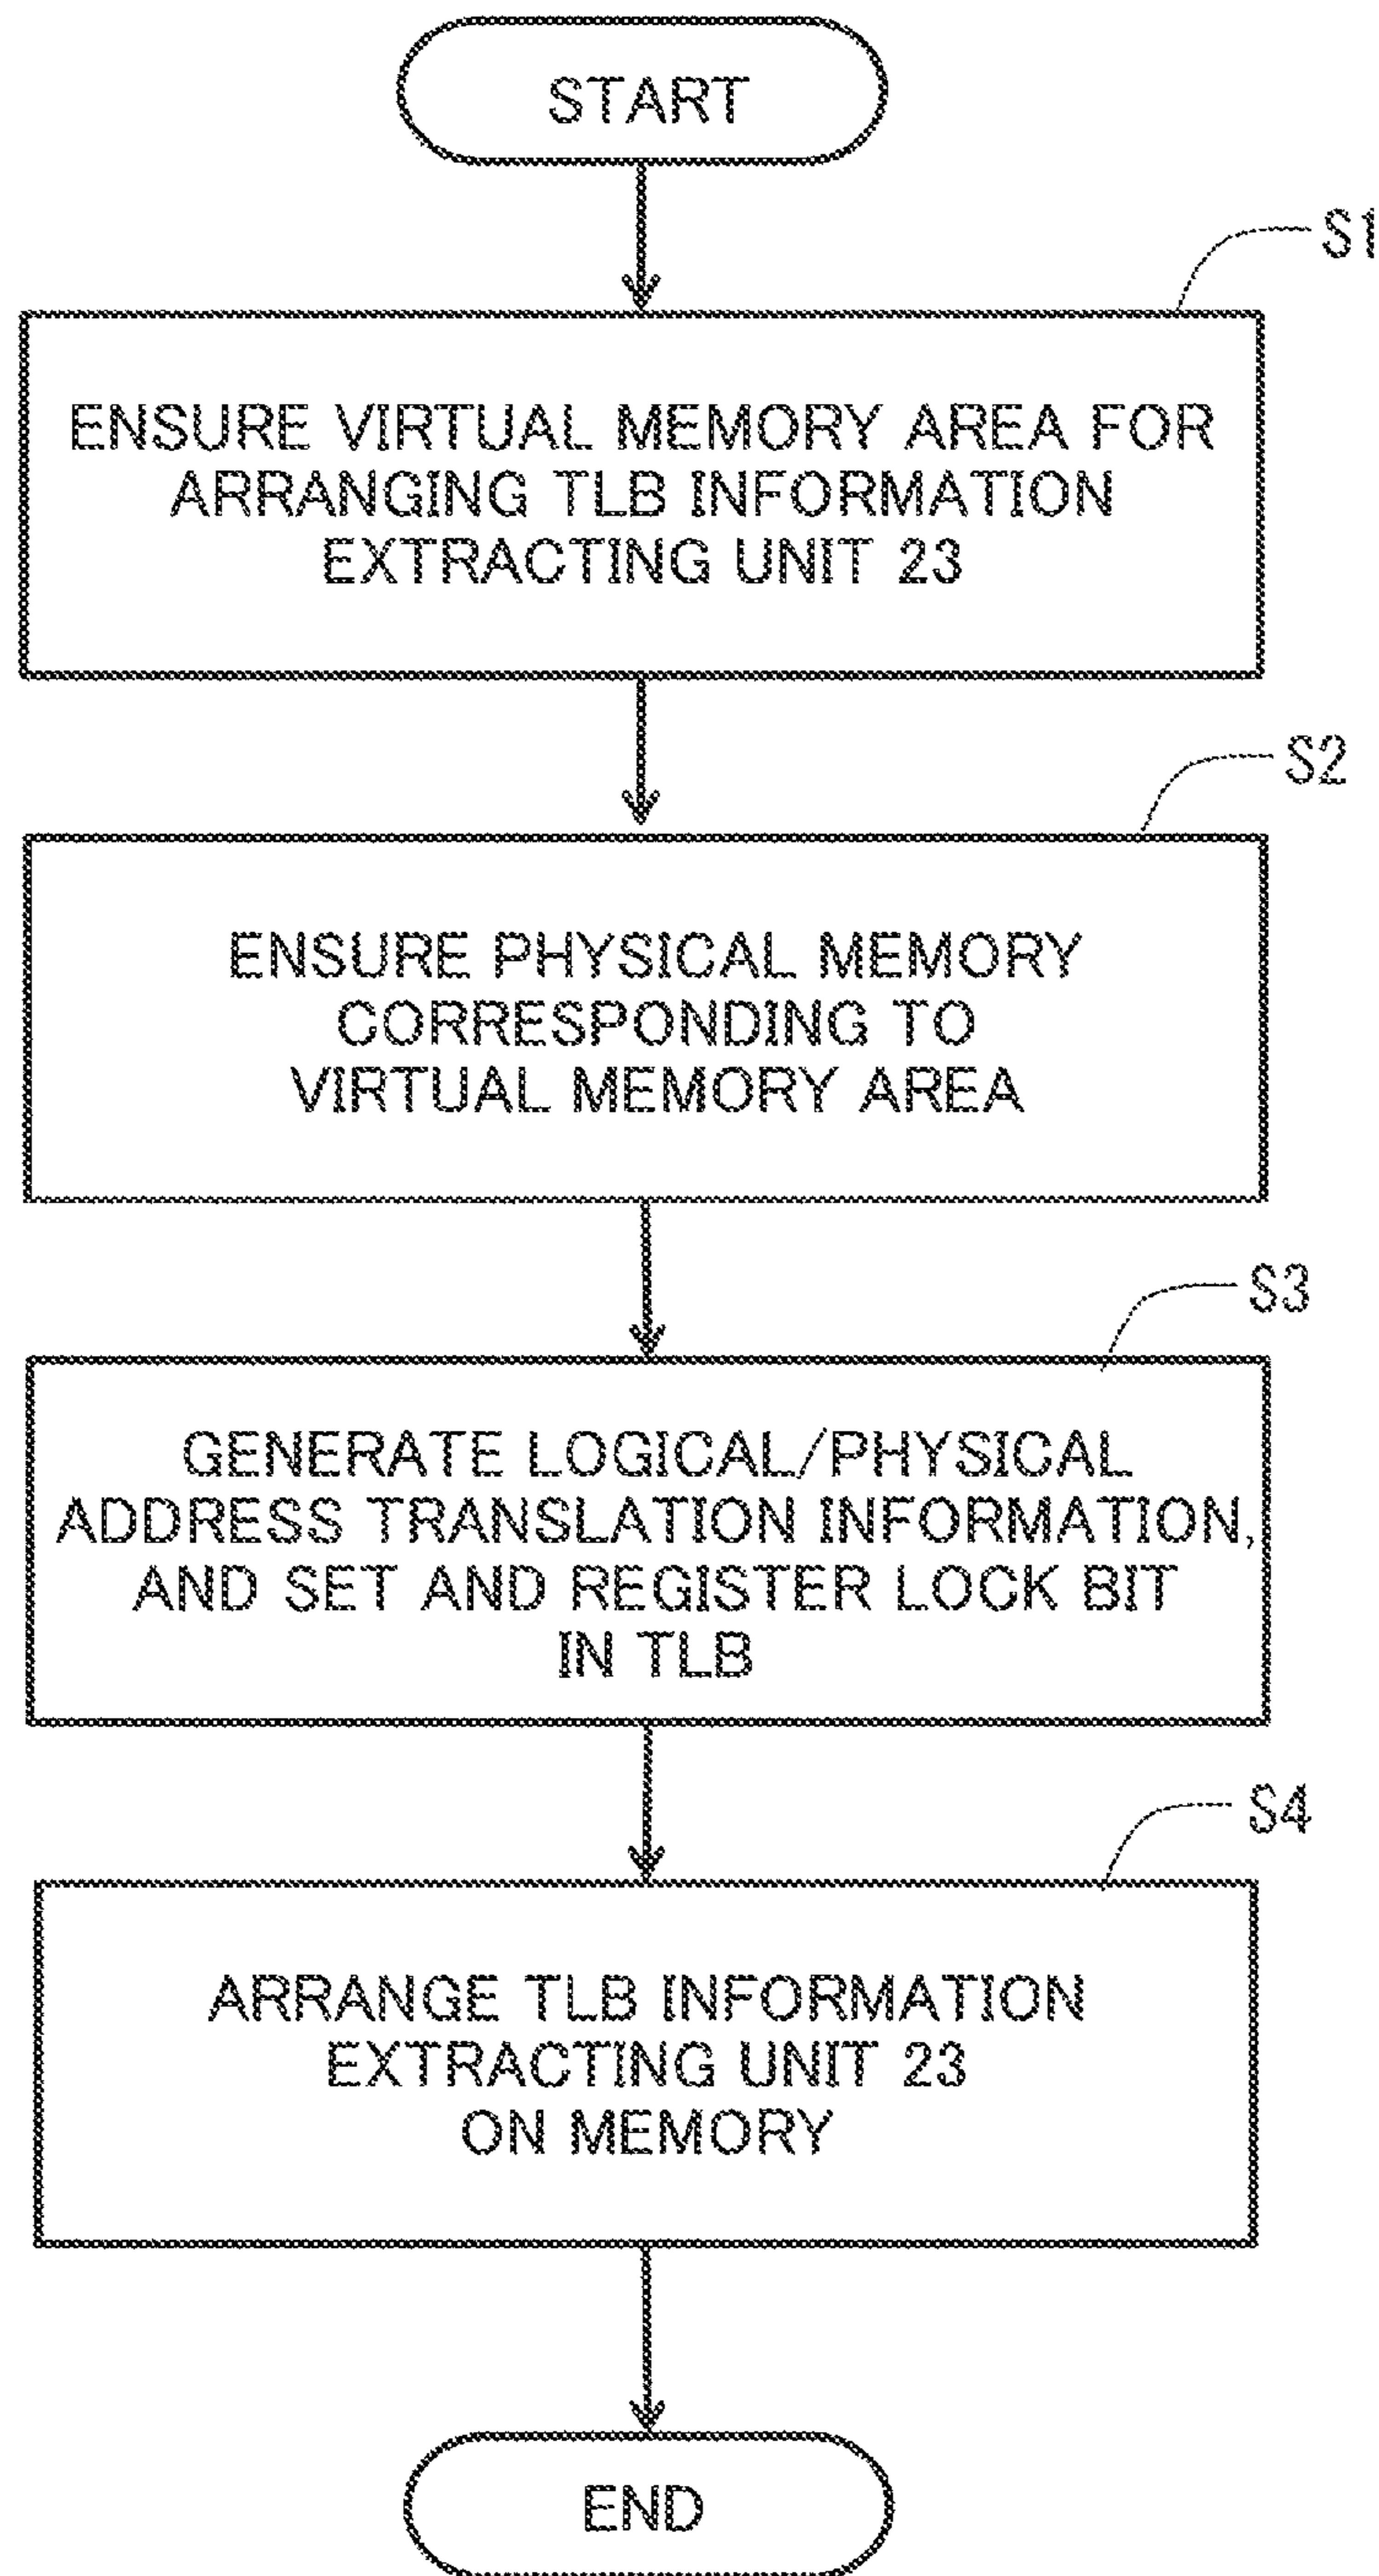 START
S1
ENSURE VIRTUAL MEMORY AREA FOR
ARRANGING TLB INFORMATION
EXTRACTING UNIT 23
S2
ENSURE PHYSICAL MEMORY
CORRESPONDING TO
VIRTUAL MEMORY AREA
S3
GENERATE LOGICAL/PHYSICAL
ADDRESS TRANSLATION INFORMATION,
AND SET AND REGISTER LOCK BIT
IN TLB
S4
ARRANGE TLB INFORMATION
EXTRACTING UNIT 23
ON MEMORY
END